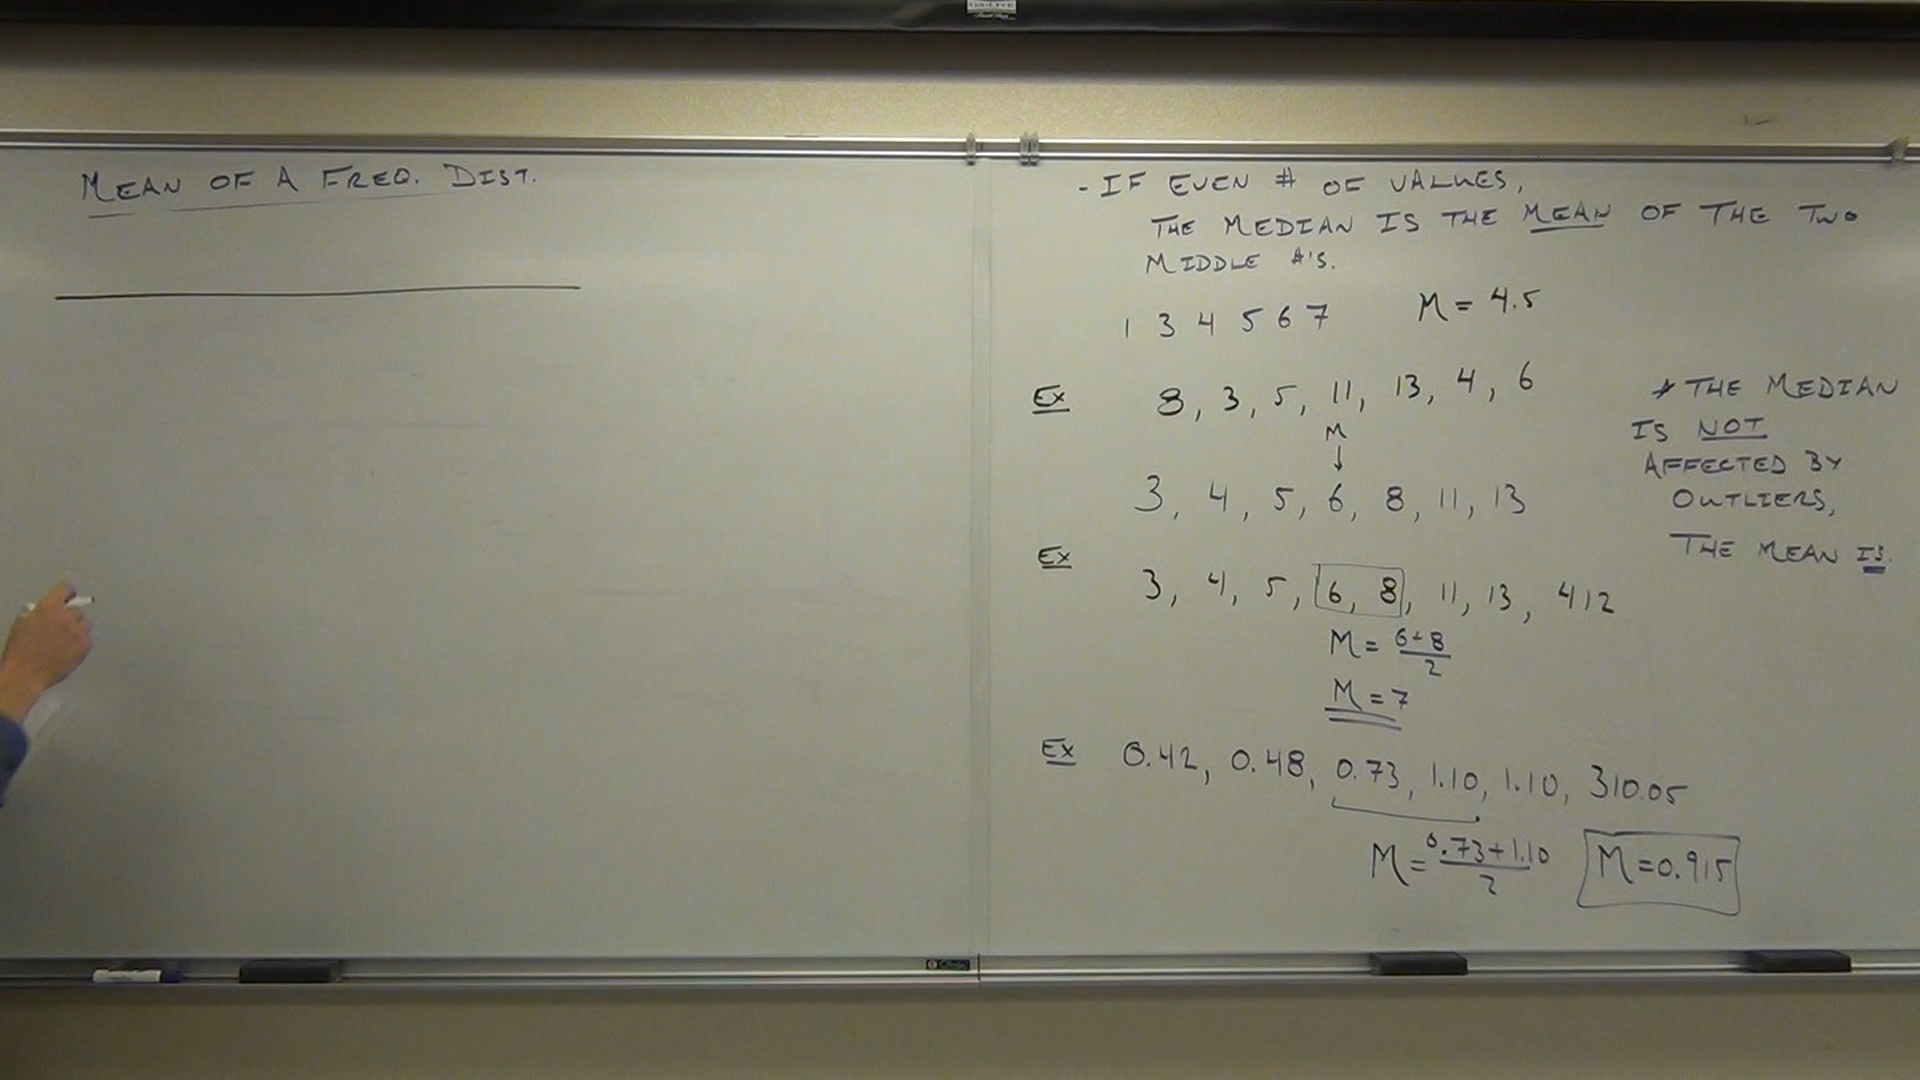 MEAN OF A FREQ. DIST.
- IF EVEN # OF VALUES,
THE MEDIAN IS THE MEAN OF THE TWO
MIDDLE #'S.
1 3 4 5 6 7 M = 4.5
Ex 8, 3, 5, 11, 13, 4, 6
M
↓
3, 4, 5, 6, 8, 11, 13
* THE MEDIAN
IS NOT
AFFECTED BY
OUTLIERS,
THE MEAN IS.
Ex 3, 4, 5, 6, 8, 11, 13, 412
M = 6+8/2
M = 7
Ex 0.42, 0.48, 0.73, 1.10, 1.10, 310.05
M = 0.73+1.10/2 M=0.915